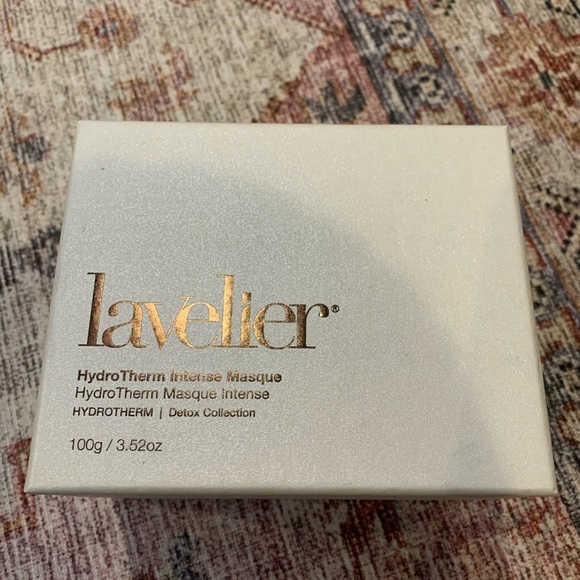 lavelier®
HydroTherm Intense Masque
HydroTherm Masque Intense
HYDROTHERM | Detox Collection
100g / 3.52oz